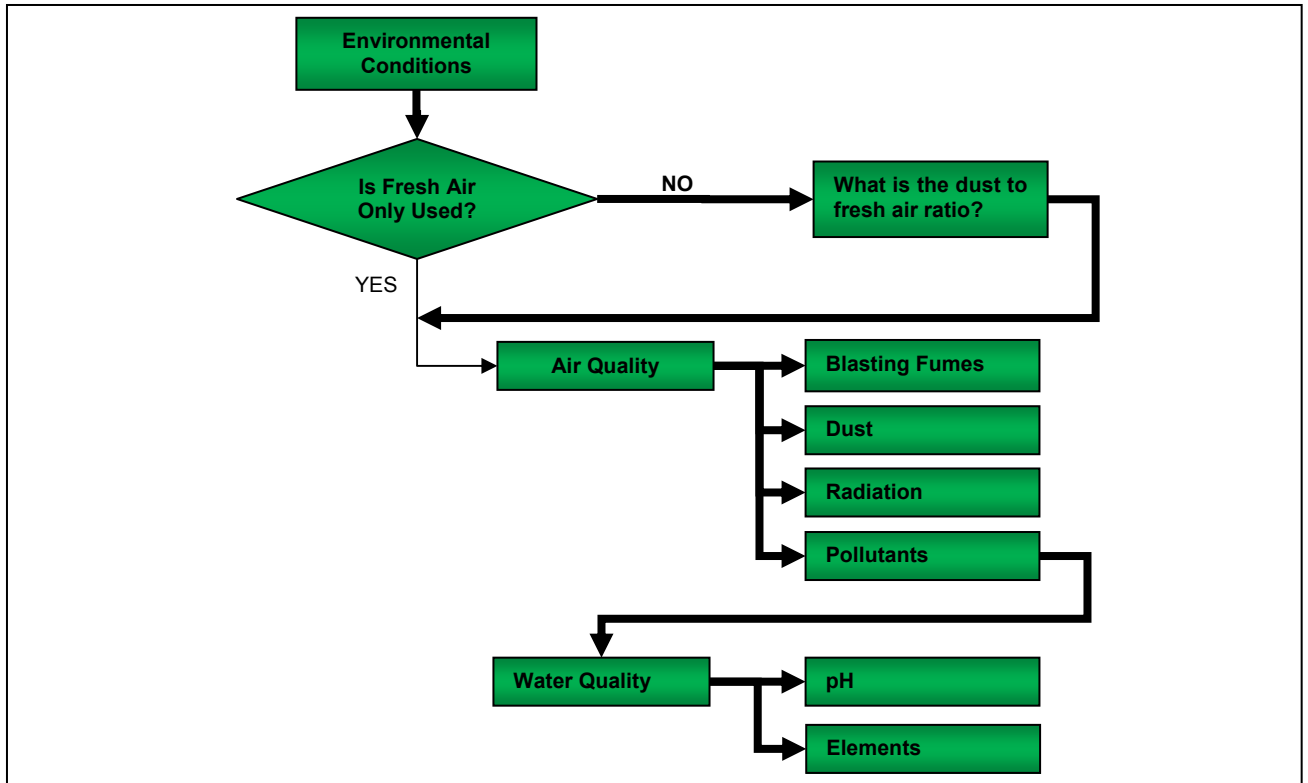 Environmental
Conditions
Is Fresh Air
Only Used?
NO
What is the dust to
fresh air ratio?
YES
Air Quality
Blasting Fumes
Dust
Radiation
Pollutants
Water Quality
pH
Elements